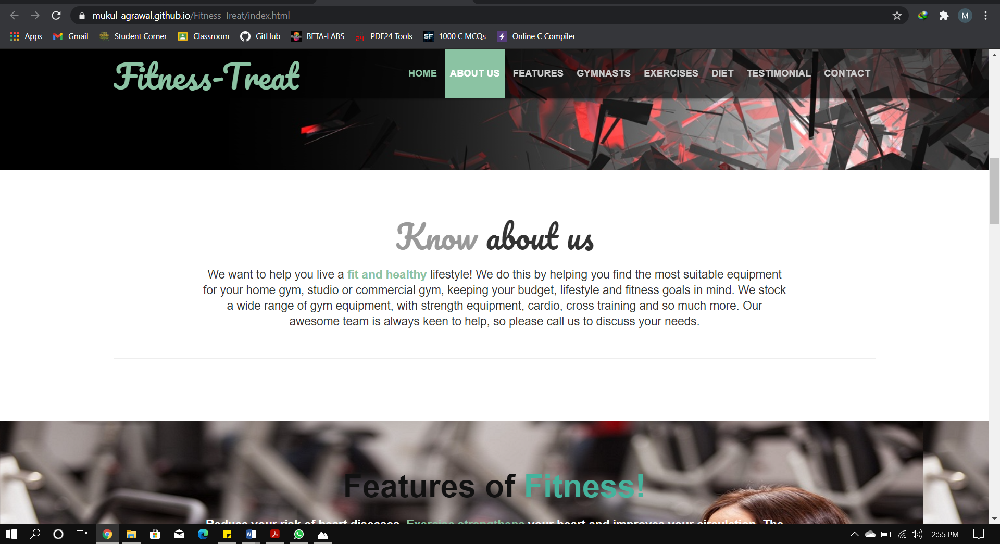 mukul-agrawal.github.io/Fitness-Treat/index.html
M
Apps Gmail Student Corner Classroom GitHub BETA-LABS 24 PDF24 Tools SF 1000 C MCQs Online C Compiler
Fitness-Treat
HOME ABOUT US FEATURES GYMNASTS EXERCISES DIET TESTIMONIAL CONTACT
Know about us
We want to help you live a fit and healthy lifestyle! We do this by helping you find the most suitable equipment
for your home gym, studio or commercial gym, keeping your budget, lifestyle and fitness goals in mind. We stock
a wide range of gym equipment, with strength equipment, cardio, cross training and so much more. Our
awesome team is always keen to help, so please call us to discuss your needs.
Features of Fitness!
Reduce your risk of heart diseases. Exercise strengthens your heart and improves your circulation. The
W
2:55 PM